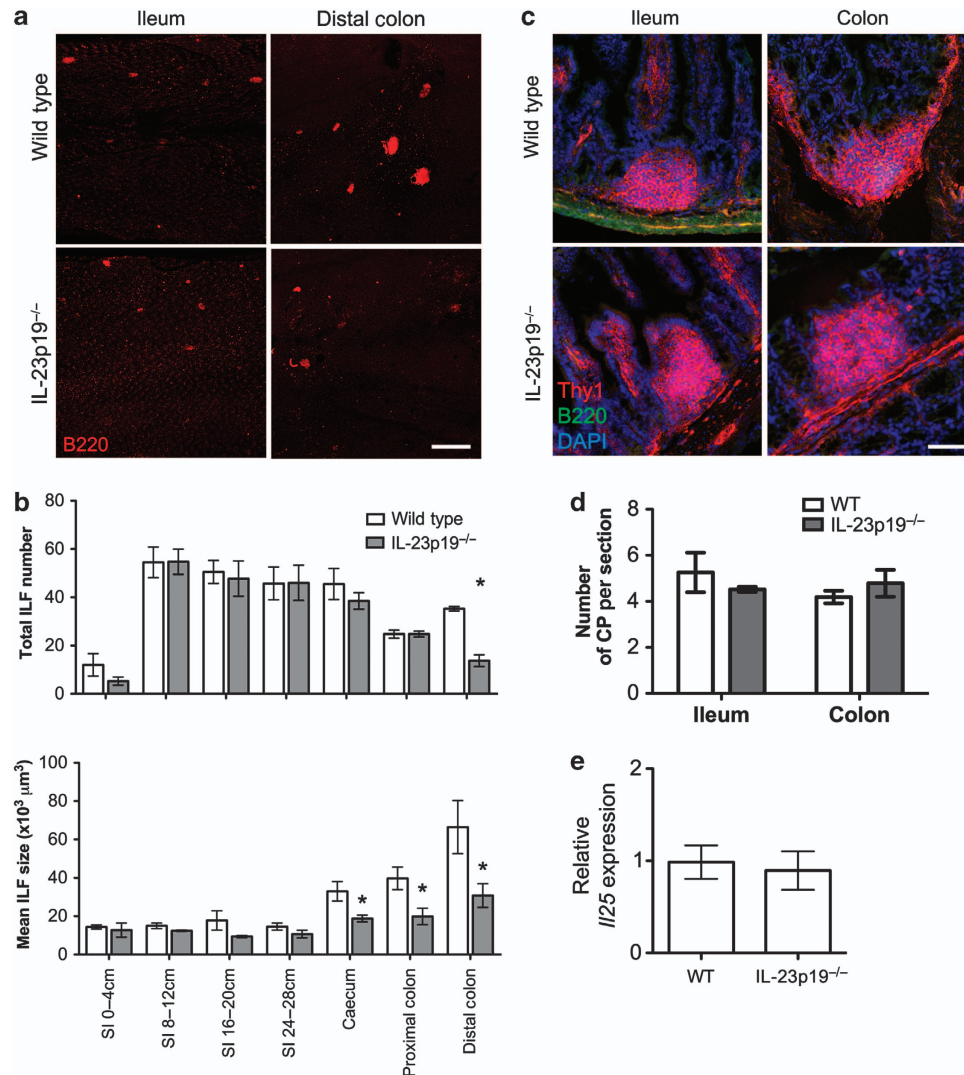 a
Ileum
Distal colon
Wild type
IL-23p19–/–
B220
c
Ileum
Colon
Wild type
IL-23p19–/–
Thy1
B220
DAPI
b
Total ILF number
80
60
40
20
0
Wild type
IL-23p19–/–
*
Mean ILF size (x10³ µm³)
100
80
60
40
20
0
*
*
*
SI 0–4cm
SI 8–12cm
SI 16–20cm
SI 24–28cm
Caecum
Proximal colon
Distal colon
d
Number
of CP per section
8
6
4
2
0
WT
IL-23p19–/–
Ileum
Colon
e
Relative
Il25 expression
2
1
0
WT
IL-23p19–/–